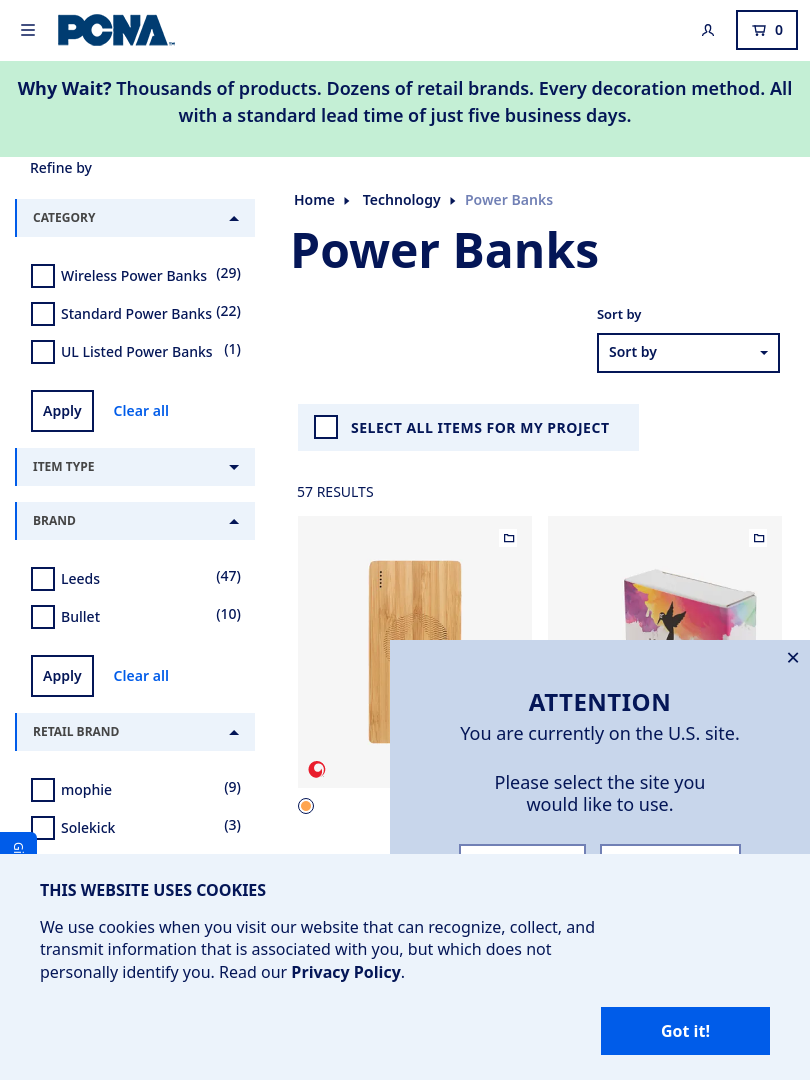 PCNA
0
Why Wait? Thousands of products. Dozens of retail brands. Every decoration method. All
with a standard lead time of just five business days.
Refine by
CATEGORY
Wireless Power Banks (29)
Standard Power Banks (22)
UL Listed Power Banks (1)
Apply Clear all
ITEM TYPE
BRAND
Leeds (47)
Bullet (10)
Apply Clear all
RETAIL BRAND
mophie (9)
Solekick (3)
Home Technology Power Banks
Power Banks
Sort by
Sort by
SELECT ALL ITEMS FOR MY PROJECT
57 RESULTS
ATTENTION
You are currently on the U.S. site.
Please select the site you
would like to use.
THIS WEBSITE USES COOKIES
We use cookies when you visit our website that can recognize, collect, and
transmit information that is associated with you, but which does not
personally identify you. Read our Privacy Policy.
Got it!